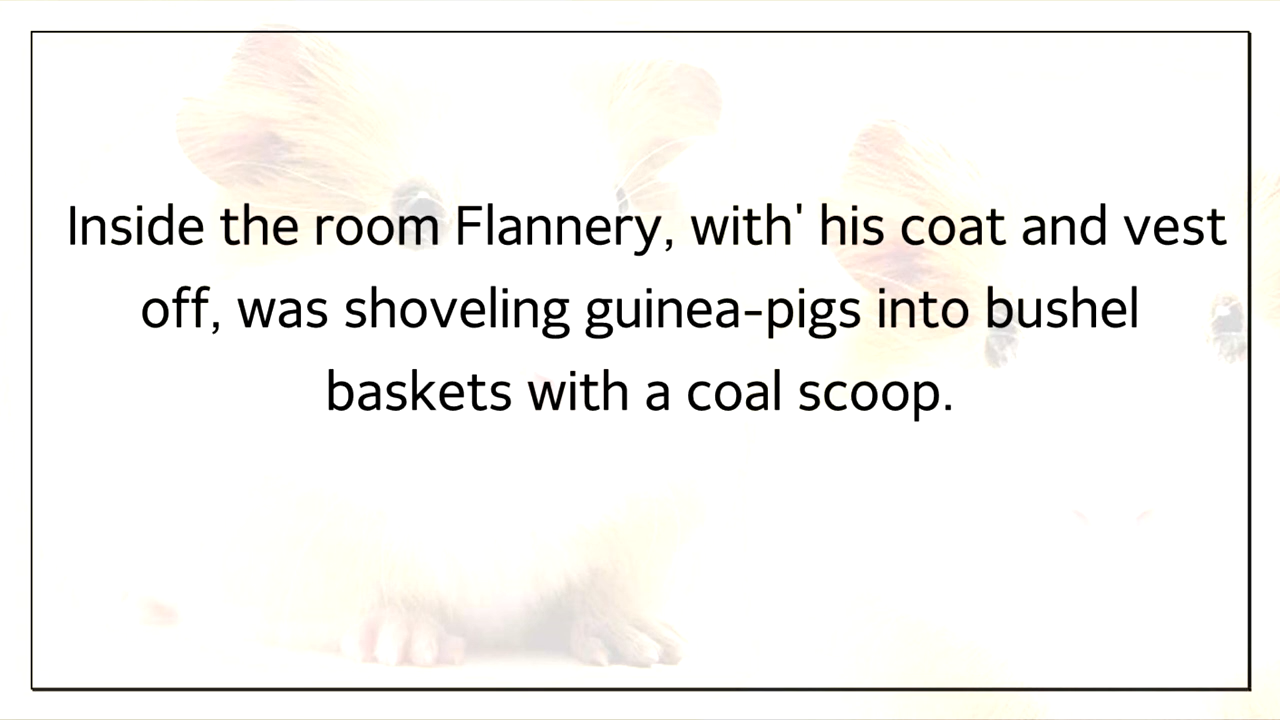 Inside the room Flannery, with' his coat and vest
off, was shoveling guinea-pigs into bushel
baskets with a coal scoop.